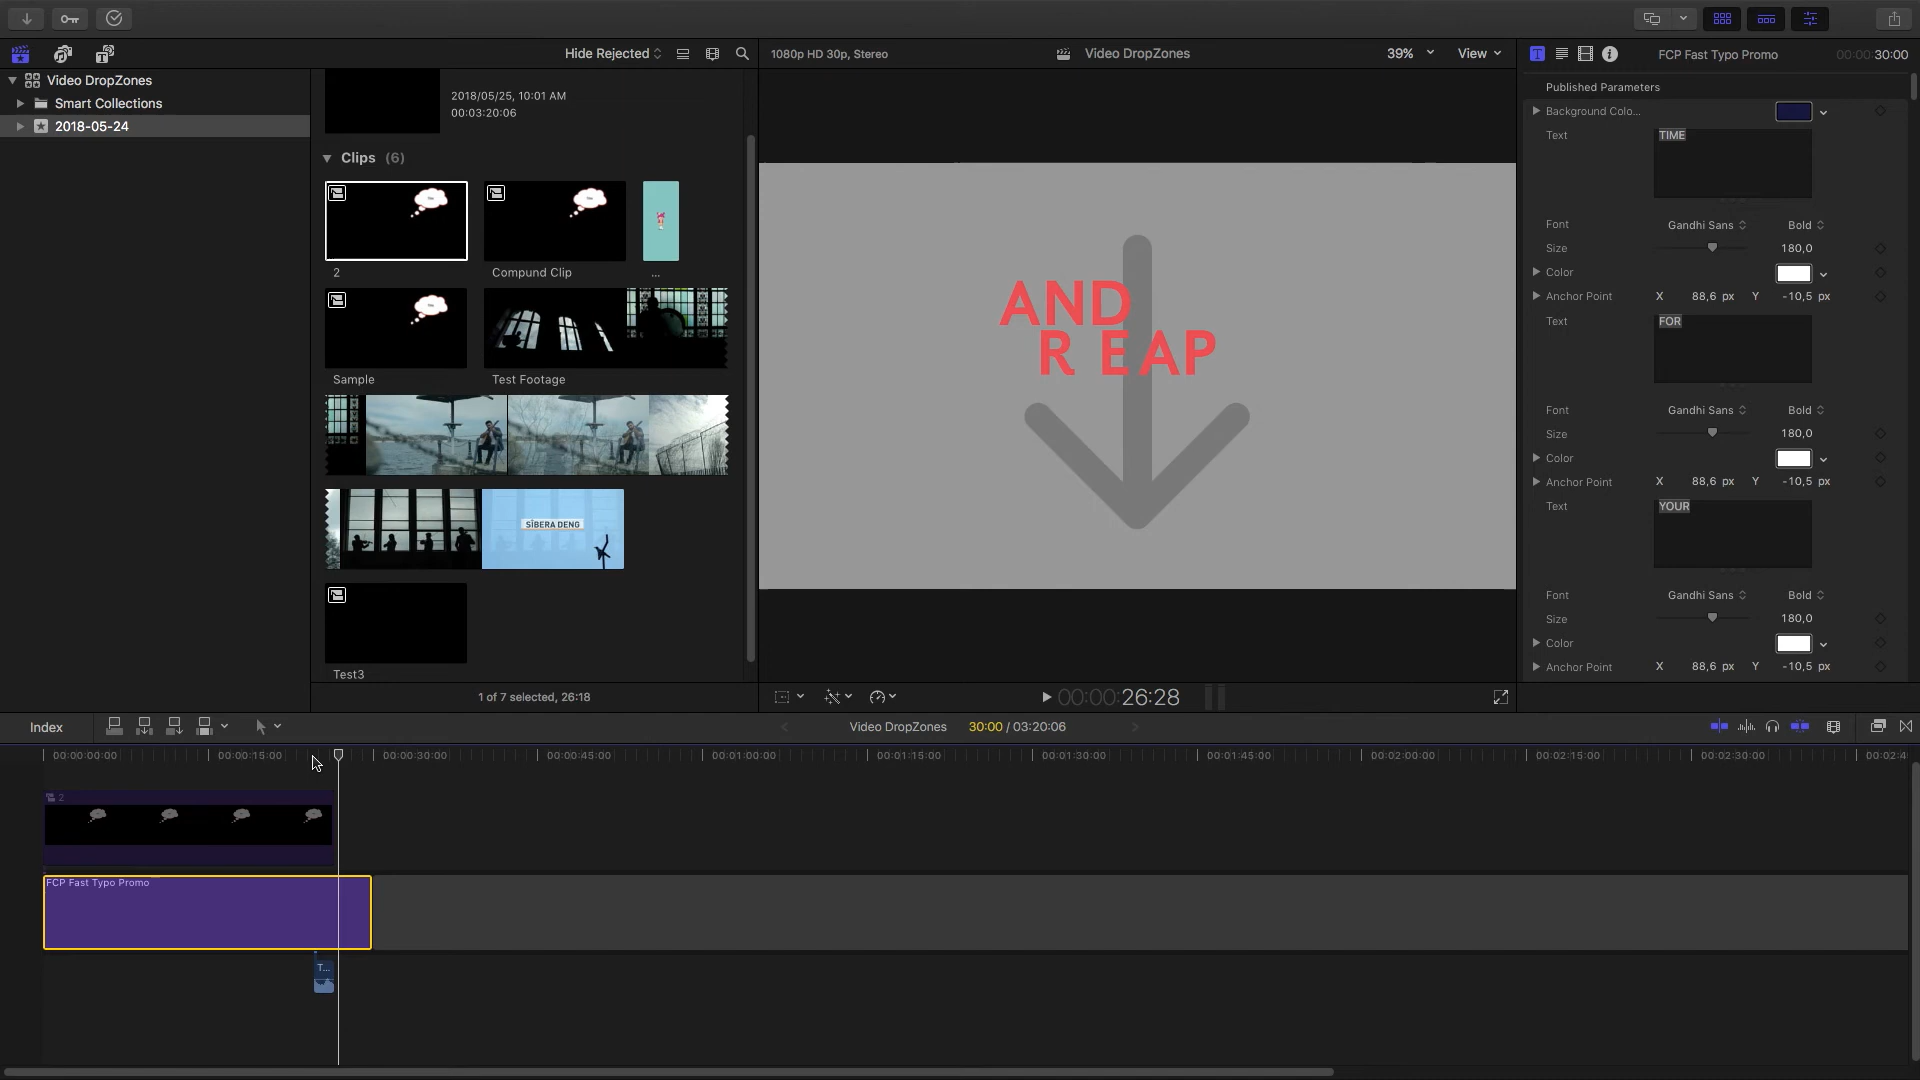 Hide Rejected
1080p HD 30p, Stereo
Video DropZones
39%
View
FCP Fast Typo Promo
00:00:30:00
Video DropZones
Smart Collections
2018-05-24
2018/05/25, 10:01 AM
00:03:20:06
Clips (6)
2
Compund Clip
...
Sample
Test Footage
SİBERA DENG
Test3
1 of 7 selected, 26:18
AND
R EAP
00:00:26:28
Published Parameters
Background Colo...
Text
TIME
Font
Gandhi Sans
Bold
Size
180,0
Color
Anchor Point
X 88,6 px Y -10,5 px
Text
FOR
Font
Gandhi Sans
Bold
Size
180,0
Color
Anchor Point
X 88,6 px Y -10,5 px
Text
YOUR
Font
Gandhi Sans
Bold
Size
180,0
Color
Anchor Point
X 88,6 px Y -10,5 px
Index
Video DropZones
30:00 / 03:20:06
00:00:00:00
00:00:15:00
00:00:30:00
00:00:45:00
00:01:00:00
00:01:15:00
00:01:30:00
00:01:45:00
00:02:00:00
00:02:15:00
00:02:30:00
00:02:4
2
FCP Fast Typo Promo
T...